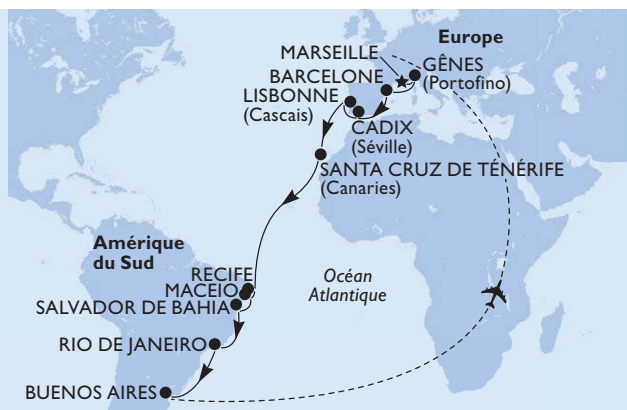 MARSEILLE
Europe
GÊNES
(Portofino)
BARCELONE
LISBONNE
(Cascais)
CADIX
(Séville)
SANTA CRUZ DE TÉNÉRIFE
(Canaries)
Amérique
du Sud
RECIFE
MACEIO
SALVADOR DE BAHIA
Océan
Atlantique
RIO DE JANEIRO
BUENOS AIRES